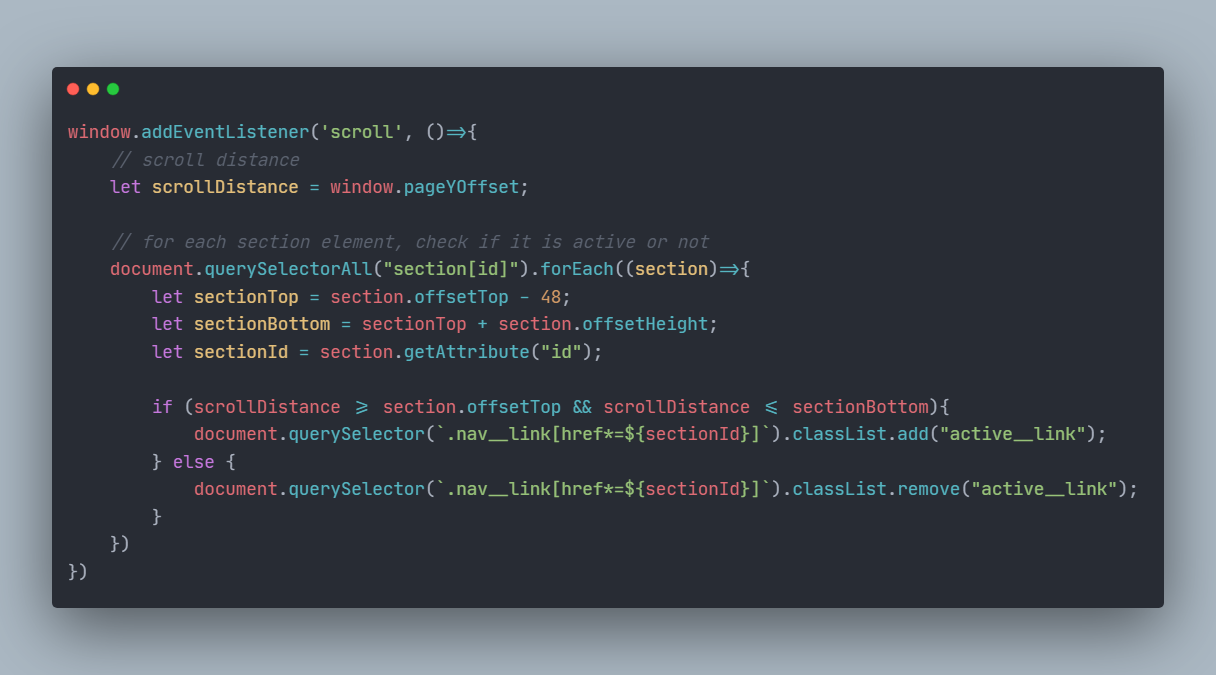 window.addEventListener('scroll', ()=>{
    // scroll distance
    let scrollDistance = window.pageYOffset;

    // for each section element, check if it is active or not
    document.querySelectorAll("section[id]").forEach((section)=>{
        let sectionTop = section.offsetTop - 48;
        let sectionBottom = sectionTop + section.offsetHeight;
        let sectionId = section.getAttribute("id");

        if (scrollDistance >= section.offsetTop && scrollDistance <= sectionBottom){
            document.querySelector(`.nav__link[href*=${sectionId}]`).classList.add("active__link");
        } else {
            document.querySelector(`.nav__link[href*=${sectionId}]`).classList.remove("active__link");
        }
    })
})